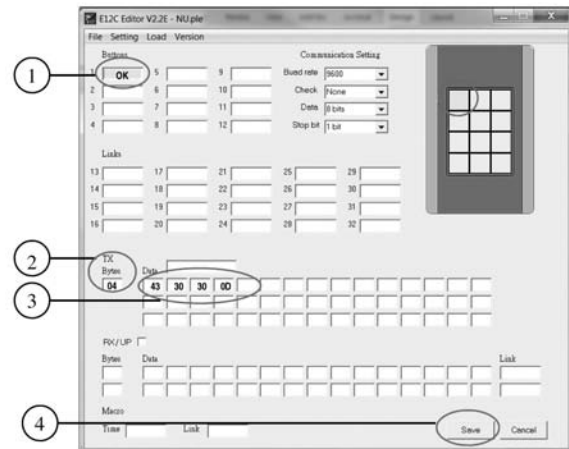 E12C Editor V2.2E - NU.ple
File Setting Load Version
Buttons
Communication Setting
1 OK 5 9 Buad rate 9600
2 6 10 Check None
3 7 11 Data 8 bits
4 8 12 Stop bit 1 bit
Links
13 17 21 25 29
14 18 22 26 30
15 19 23 27 31
16 20 24 28 32
TX
Bytes Data
04 43 30 30 0D
RX/UP
Bytes Data Link
Macro
Time Link Save Cancel
1
2
3
4